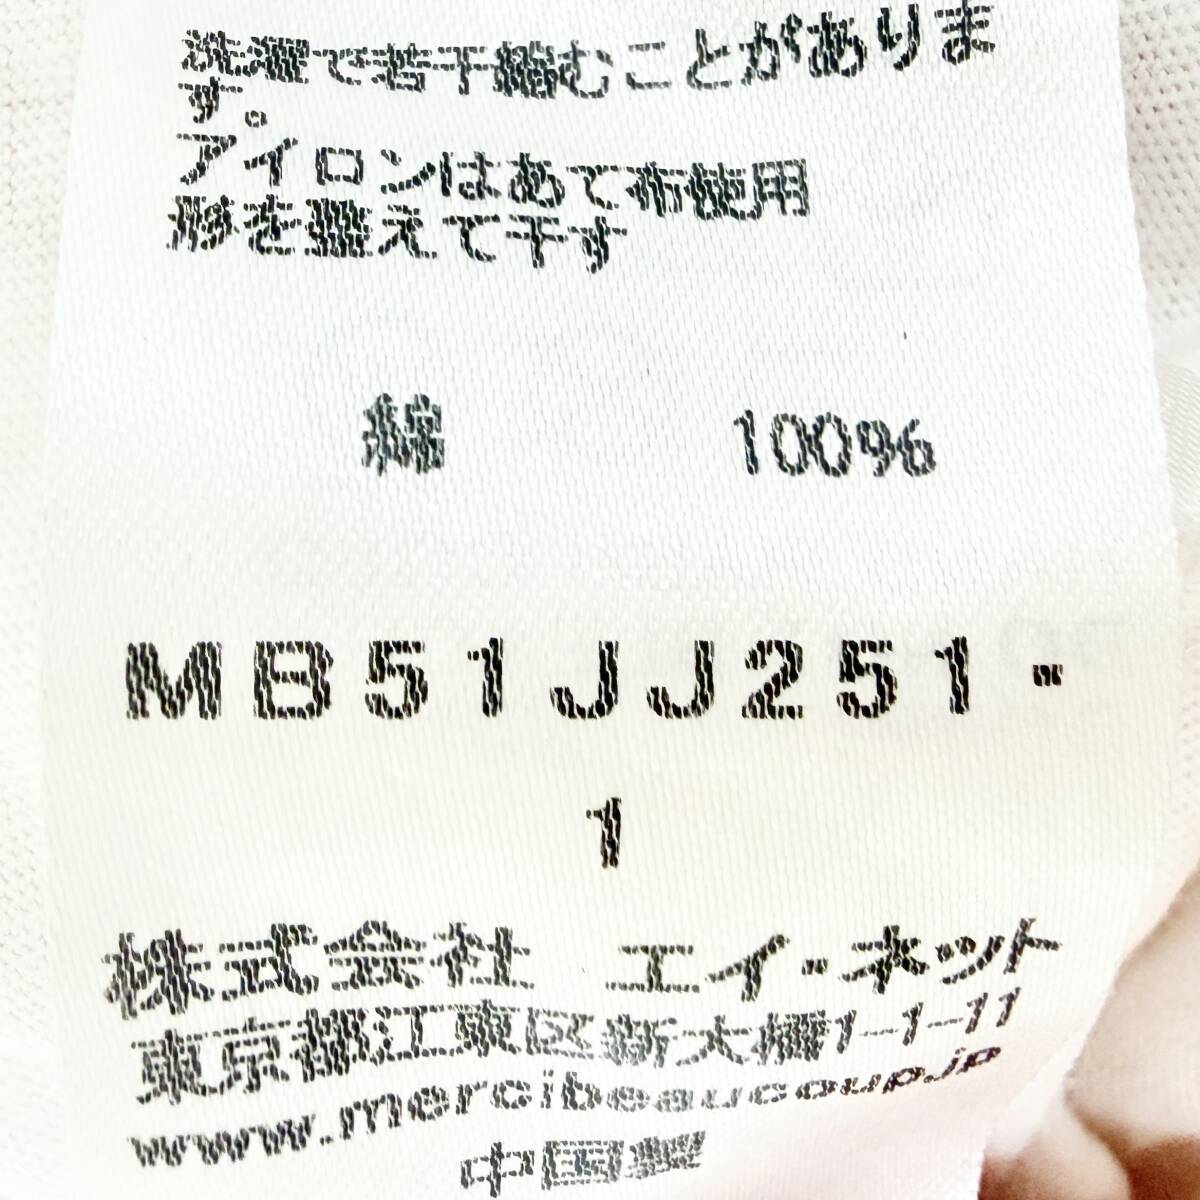 洗濯で若干縮むことがありま
す。
アイロンはあて布使用
形を整えて干す
綿 100%
MB51JJ251-
1
株式会社 エイ・ネット
東京都江東区新大橋1-1-11
www.mercibeaucoup.jp
中国製